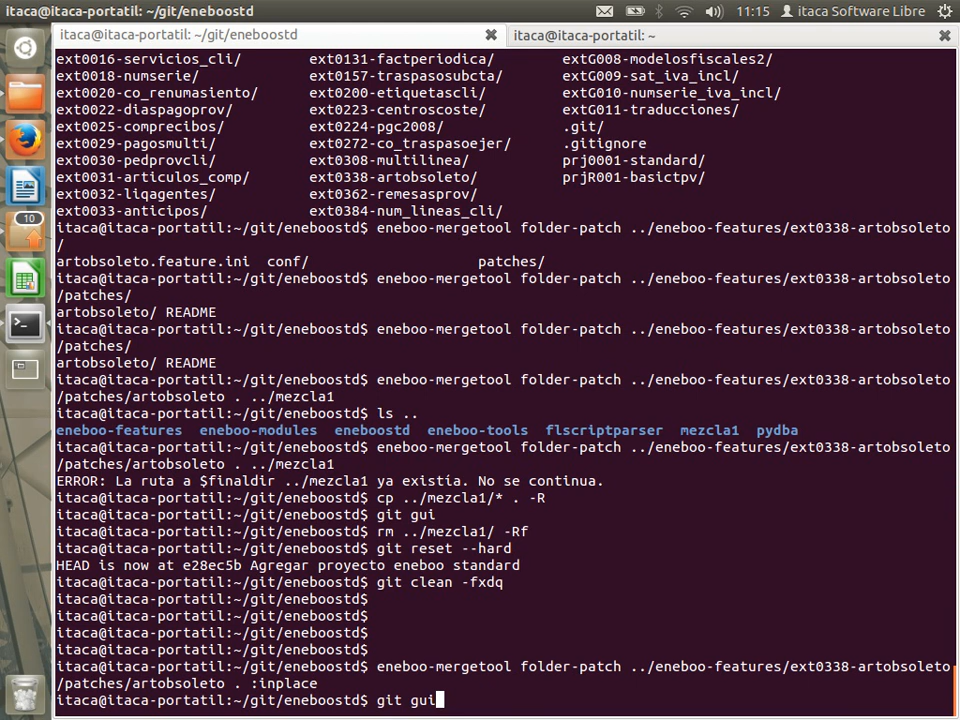 itaca@itaca-portatil: ~/git/eneboostd
11:15
itaca Software Libre
itaca@itaca-portatil: ~/git/eneboostd
itaca@itaca-portatil: ~
10
ext0016-servicios_cli/ ext0131-factperiodica/ extG008-modelosfiscales2/
ext0018-numserie/ ext0157-traspasosubcta/ extG009-sat_iva_incl/
ext0020-co_renumasiento/ ext0200-etiquetascli/ extG010-numserie_iva_incl/
ext0022-diaspagoprov/ ext0223-centroscoste/ extG011-traducciones/
ext0025-comprecibos/ ext0224-pgc2008/ .git/
ext0029-pagosmulti/ ext0272-co_traspasoejer/ .gitignore
ext0030-pedprovcli/ ext0308-multilinea/ prj0001-standard/
ext0031-articulos_comp/ ext0338-artobsoleto/ prjR001-basictpv/
ext0032-liqagentes/ ext0362-remesasprov/
ext0033-anticipos/ ext0384-num_lineas_cli/
itaca@itaca-portatil:~/git/eneboostd$ eneboo-mergetool folder-patch ../eneboo-features/ext0338-artobsoleto
/
artobsoleto.feature.ini conf/ patches/
itaca@itaca-portatil:~/git/eneboostd$ eneboo-mergetool folder-patch ../eneboo-features/ext0338-artobsoleto
/patches/
artobsoleto/ README
itaca@itaca-portatil:~/git/eneboostd$ eneboo-mergetool folder-patch ../eneboo-features/ext0338-artobsoleto
/patches/
artobsoleto/ README
itaca@itaca-portatil:~/git/eneboostd$ eneboo-mergetool folder-patch ../eneboo-features/ext0338-artobsoleto
/patches/artobsoleto . ../mezcla1
itaca@itaca-portatil:~/git/eneboostd$ ls ..
eneboo-features eneboo-modules eneboostd eneboo-tools flscriptparser mezcla1 pydba
itaca@itaca-portatil:~/git/eneboostd$ eneboo-mergetool folder-patch ../eneboo-features/ext0338-artobsoleto
/patches/artobsoleto . ../mezcla1
ERROR: La ruta a $finaldir ../mezcla1 ya existía. No se continua.
itaca@itaca-portatil:~/git/eneboostd$ cp ../mezcla1/* . -R
itaca@itaca-portatil:~/git/eneboostd$ git gui
itaca@itaca-portatil:~/git/eneboostd$ rm ../mezcla1/ -Rf
itaca@itaca-portatil:~/git/eneboostd$ git reset --hard
HEAD is now at e28ec5b Agregar proyecto eneboo standard
itaca@itaca-portatil:~/git/eneboostd$ git clean -fxdq
itaca@itaca-portatil:~/git/eneboostd$
itaca@itaca-portatil:~/git/eneboostd$
itaca@itaca-portatil:~/git/eneboostd$
itaca@itaca-portatil:~/git/eneboostd$
itaca@itaca-portatil:~/git/eneboostd$ eneboo-mergetool folder-patch ../eneboo-features/ext0338-artobsoleto
/patches/artobsoleto . :inplace
itaca@itaca-portatil:~/git/eneboostd$ git gui